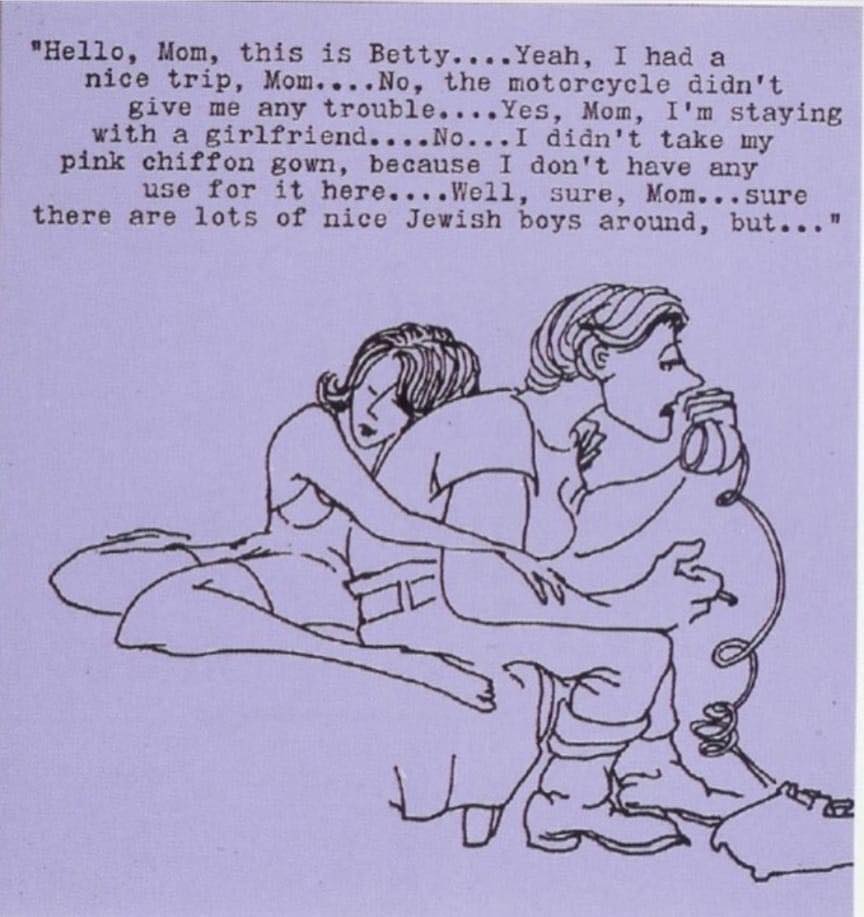 "Hello, Mom, this is Betty....Yeah, I had a
nice trip, Mom....No, the motorcycle didn't
give me any trouble....Yes, Mom, I'm staying
with a girlfriend....No...I didn't take my
pink chiffon gown, because I don't have any
use for it here....Well, sure, Mom...sure
there are lots of nice Jewish boys around, but..."